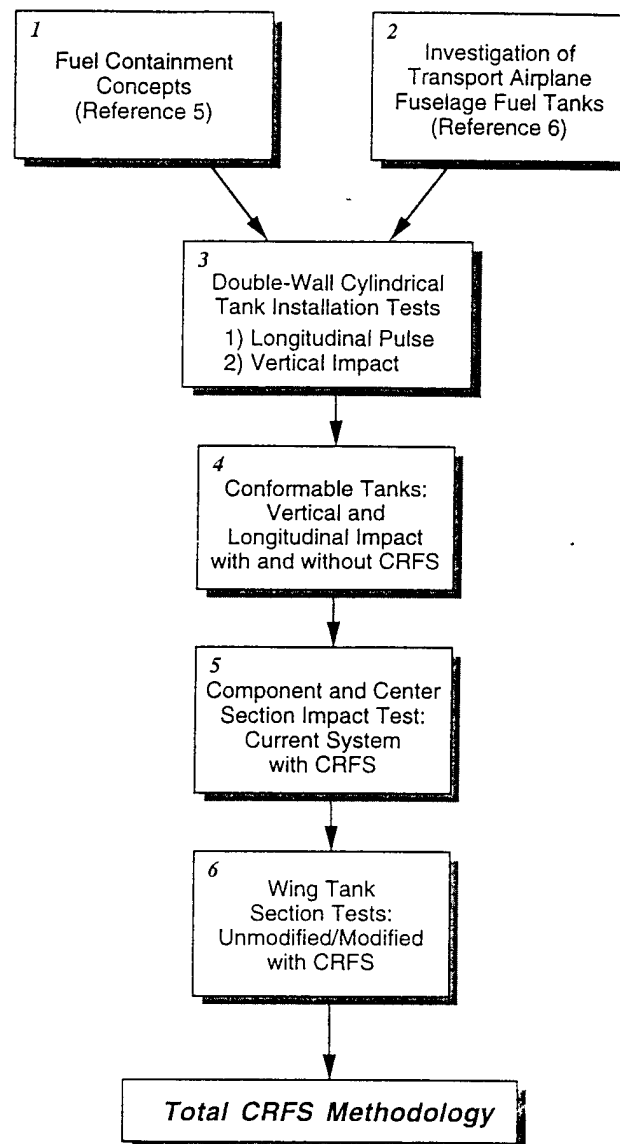 1
Fuel Containment
Concepts
(Reference 5)
2
Investigation of
Transport Airplane
Fuselage Fuel Tanks
(Reference 6)
3
Double-Wall Cylindrical
Tank Installation Tests
1) Longitudinal Pulse
2) Vertical Impact
4
Conformable Tanks:
Vertical and
Longitudinal Impact
with and without CRFS
5
Component and Center
Section Impact Test:
Current System
with CRFS
6
Wing Tank
Section Tests:
Unmodified/Modified
with CRFS
Total CRFS Methodology